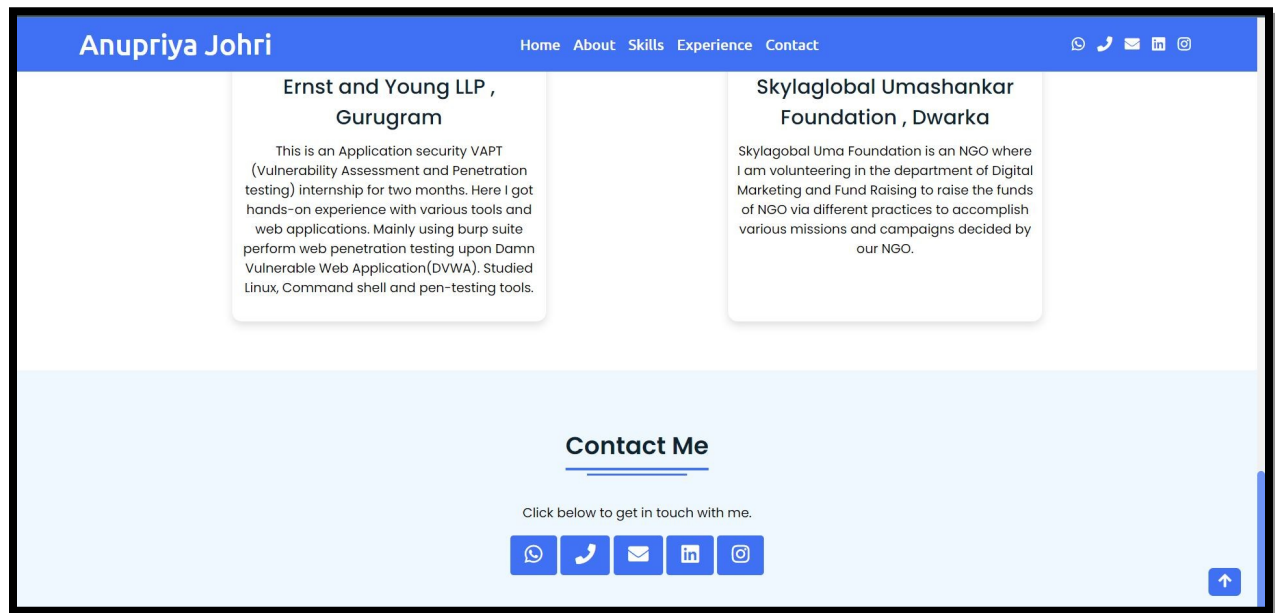 Anupriya Johri
Home About Skills Experience Contact
Ernst and Young LLP ,
Gurugram
This is an Application security VAPT
(Vulnerability Assessment and Penetration
testing) internship for two months. Here I got
hands-on experience with various tools and
web applications. Mainly using burp suite
perform web penetration testing upon Damn
Vulnerable Web Application(DVWA). Studied
Linux, Command shell and pen-testing tools.
Skylaglobal Umashankar
Foundation , Dwarka
Skylagobal Uma Foundation is an NGO where
I am volunteering in the department of Digital
Marketing and Fund Raising to raise the funds
of NGO via different practices to accomplish
various missions and campaigns decided by
our NGO.
Contact Me
Click below to get in touch with me.